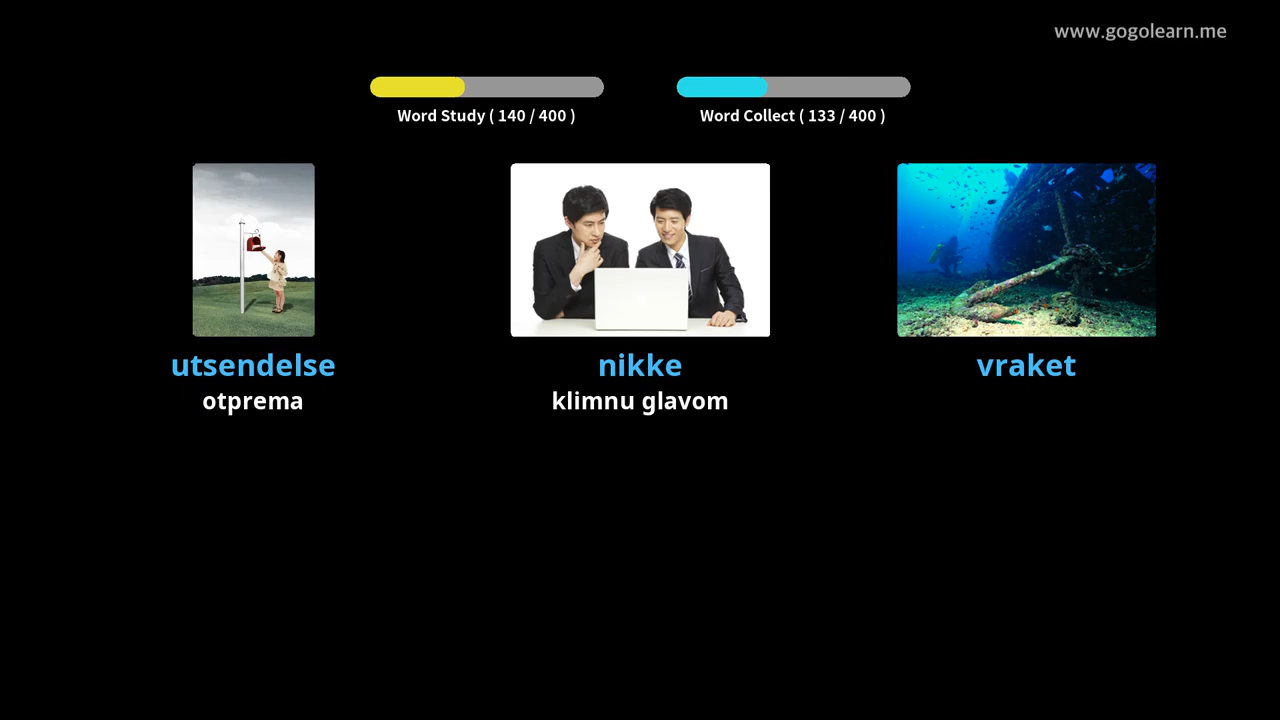 www.gogolearn.me
Word Study ( 140 / 400 )
Word Collect ( 133 / 400 )
utsendelse
otprema
nikke
klimnu glavom
vraket